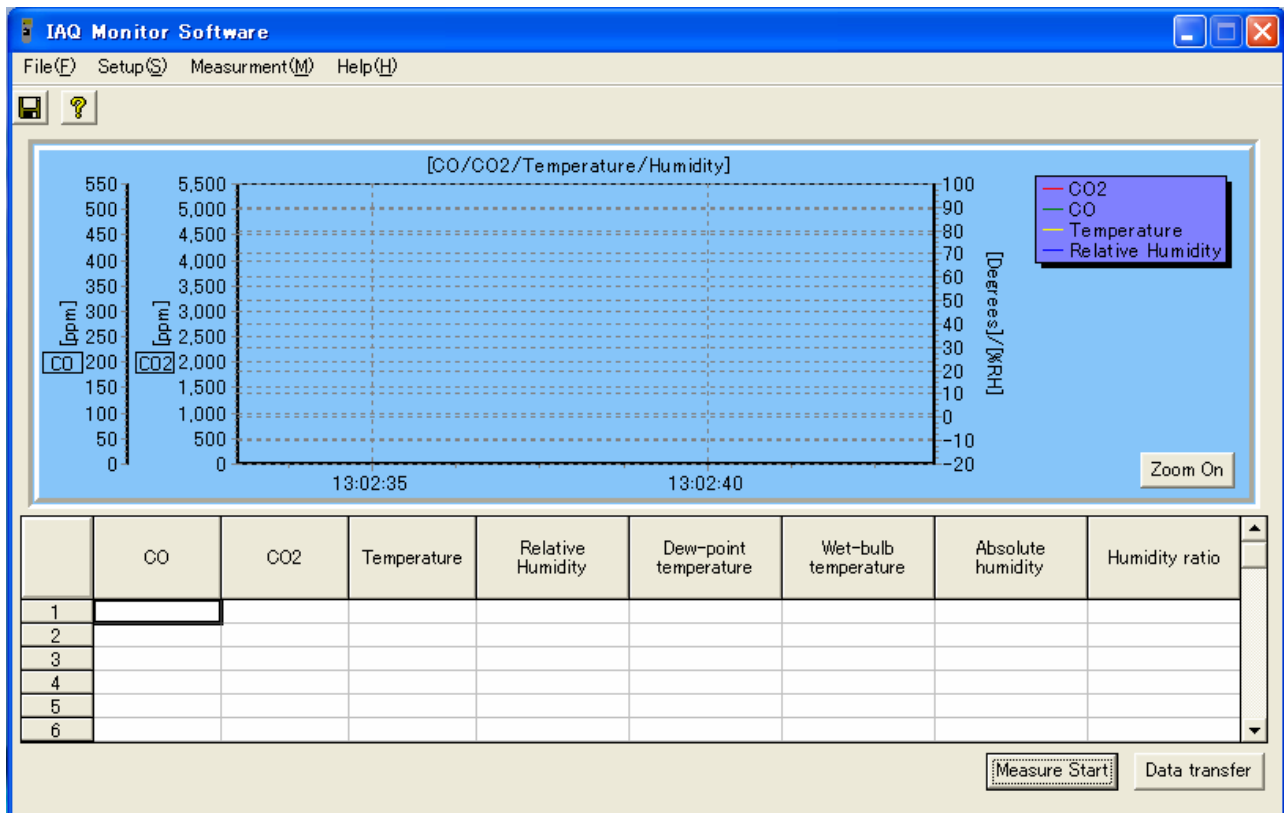 IAQ Monitor Software
File(F) Setup(S) Measurment(M) Help(H)
[CO/CO2/Temperature/Humidity]
550
500
450
400
350
300
250
200
150
100
50
0
[ppm]
CO
5,500
5,000
4,500
4,000
3,500
3,000
2,500
2,000
1,500
1,000
500
0
[ppm]
CO2
100
90
80
70
60
50
40
30
20
10
0
-10
-20
[Degrees]/[%RH]
13:02:35 13:02:40
CO2
CO
Temperature
Relative Humidity
Zoom On
CO CO2 Temperature Relative Humidity Dew-point temperature Wet-bulb temperature Absolute humidity Humidity ratio
1
2
3
4
5
6
Measure Start Data transfer